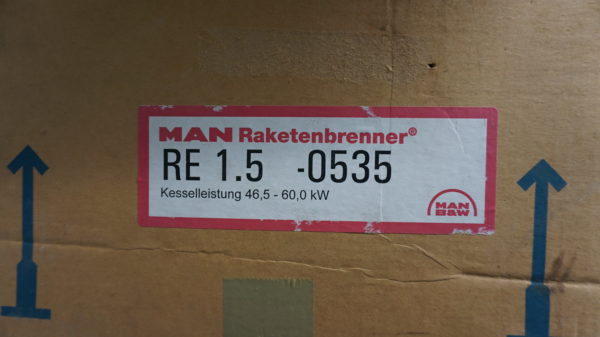 MAN Raketenbrenner®
RE 1.5 -0535
Kesselleistung 46,5 - 60,0 kW
MAN
B&W